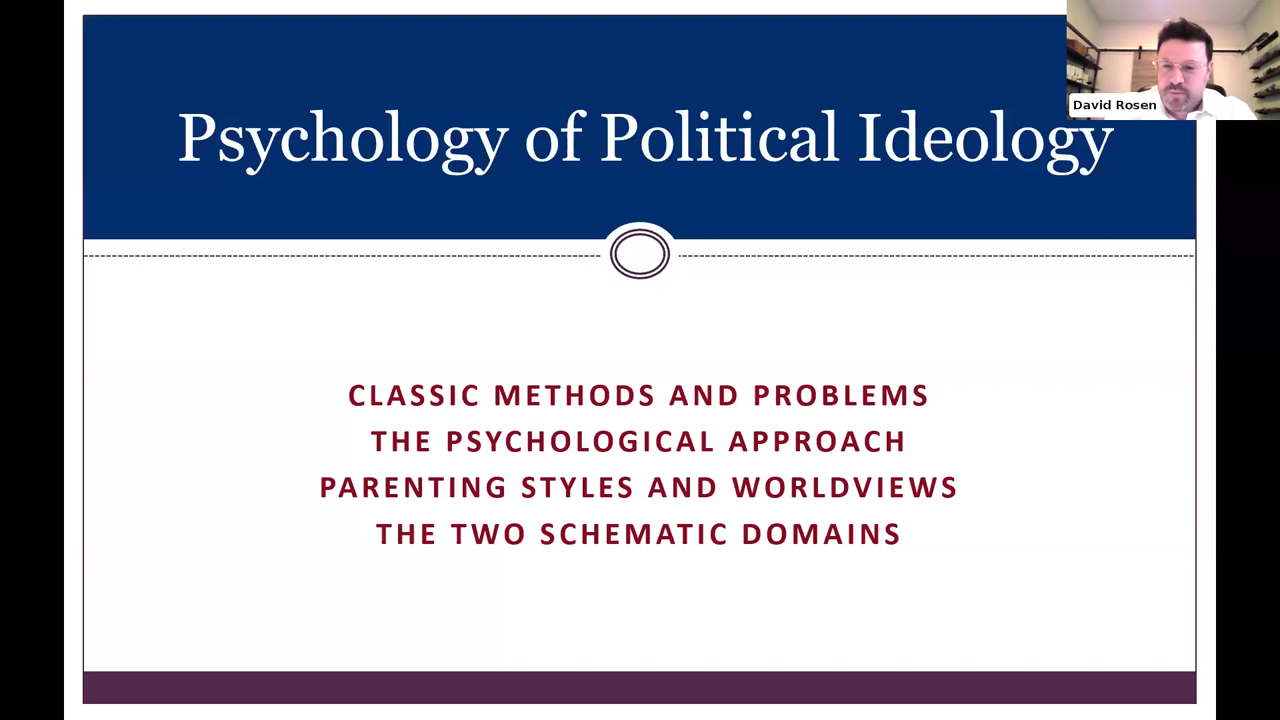 Psychology of Political Ideology
David Rosen
CLASSIC METHODS AND PROBLEMS
THE PSYCHOLOGICAL APPROACH
PARENTING STYLES AND WORLDVIEWS
THE TWO SCHEMATIC DOMAINS